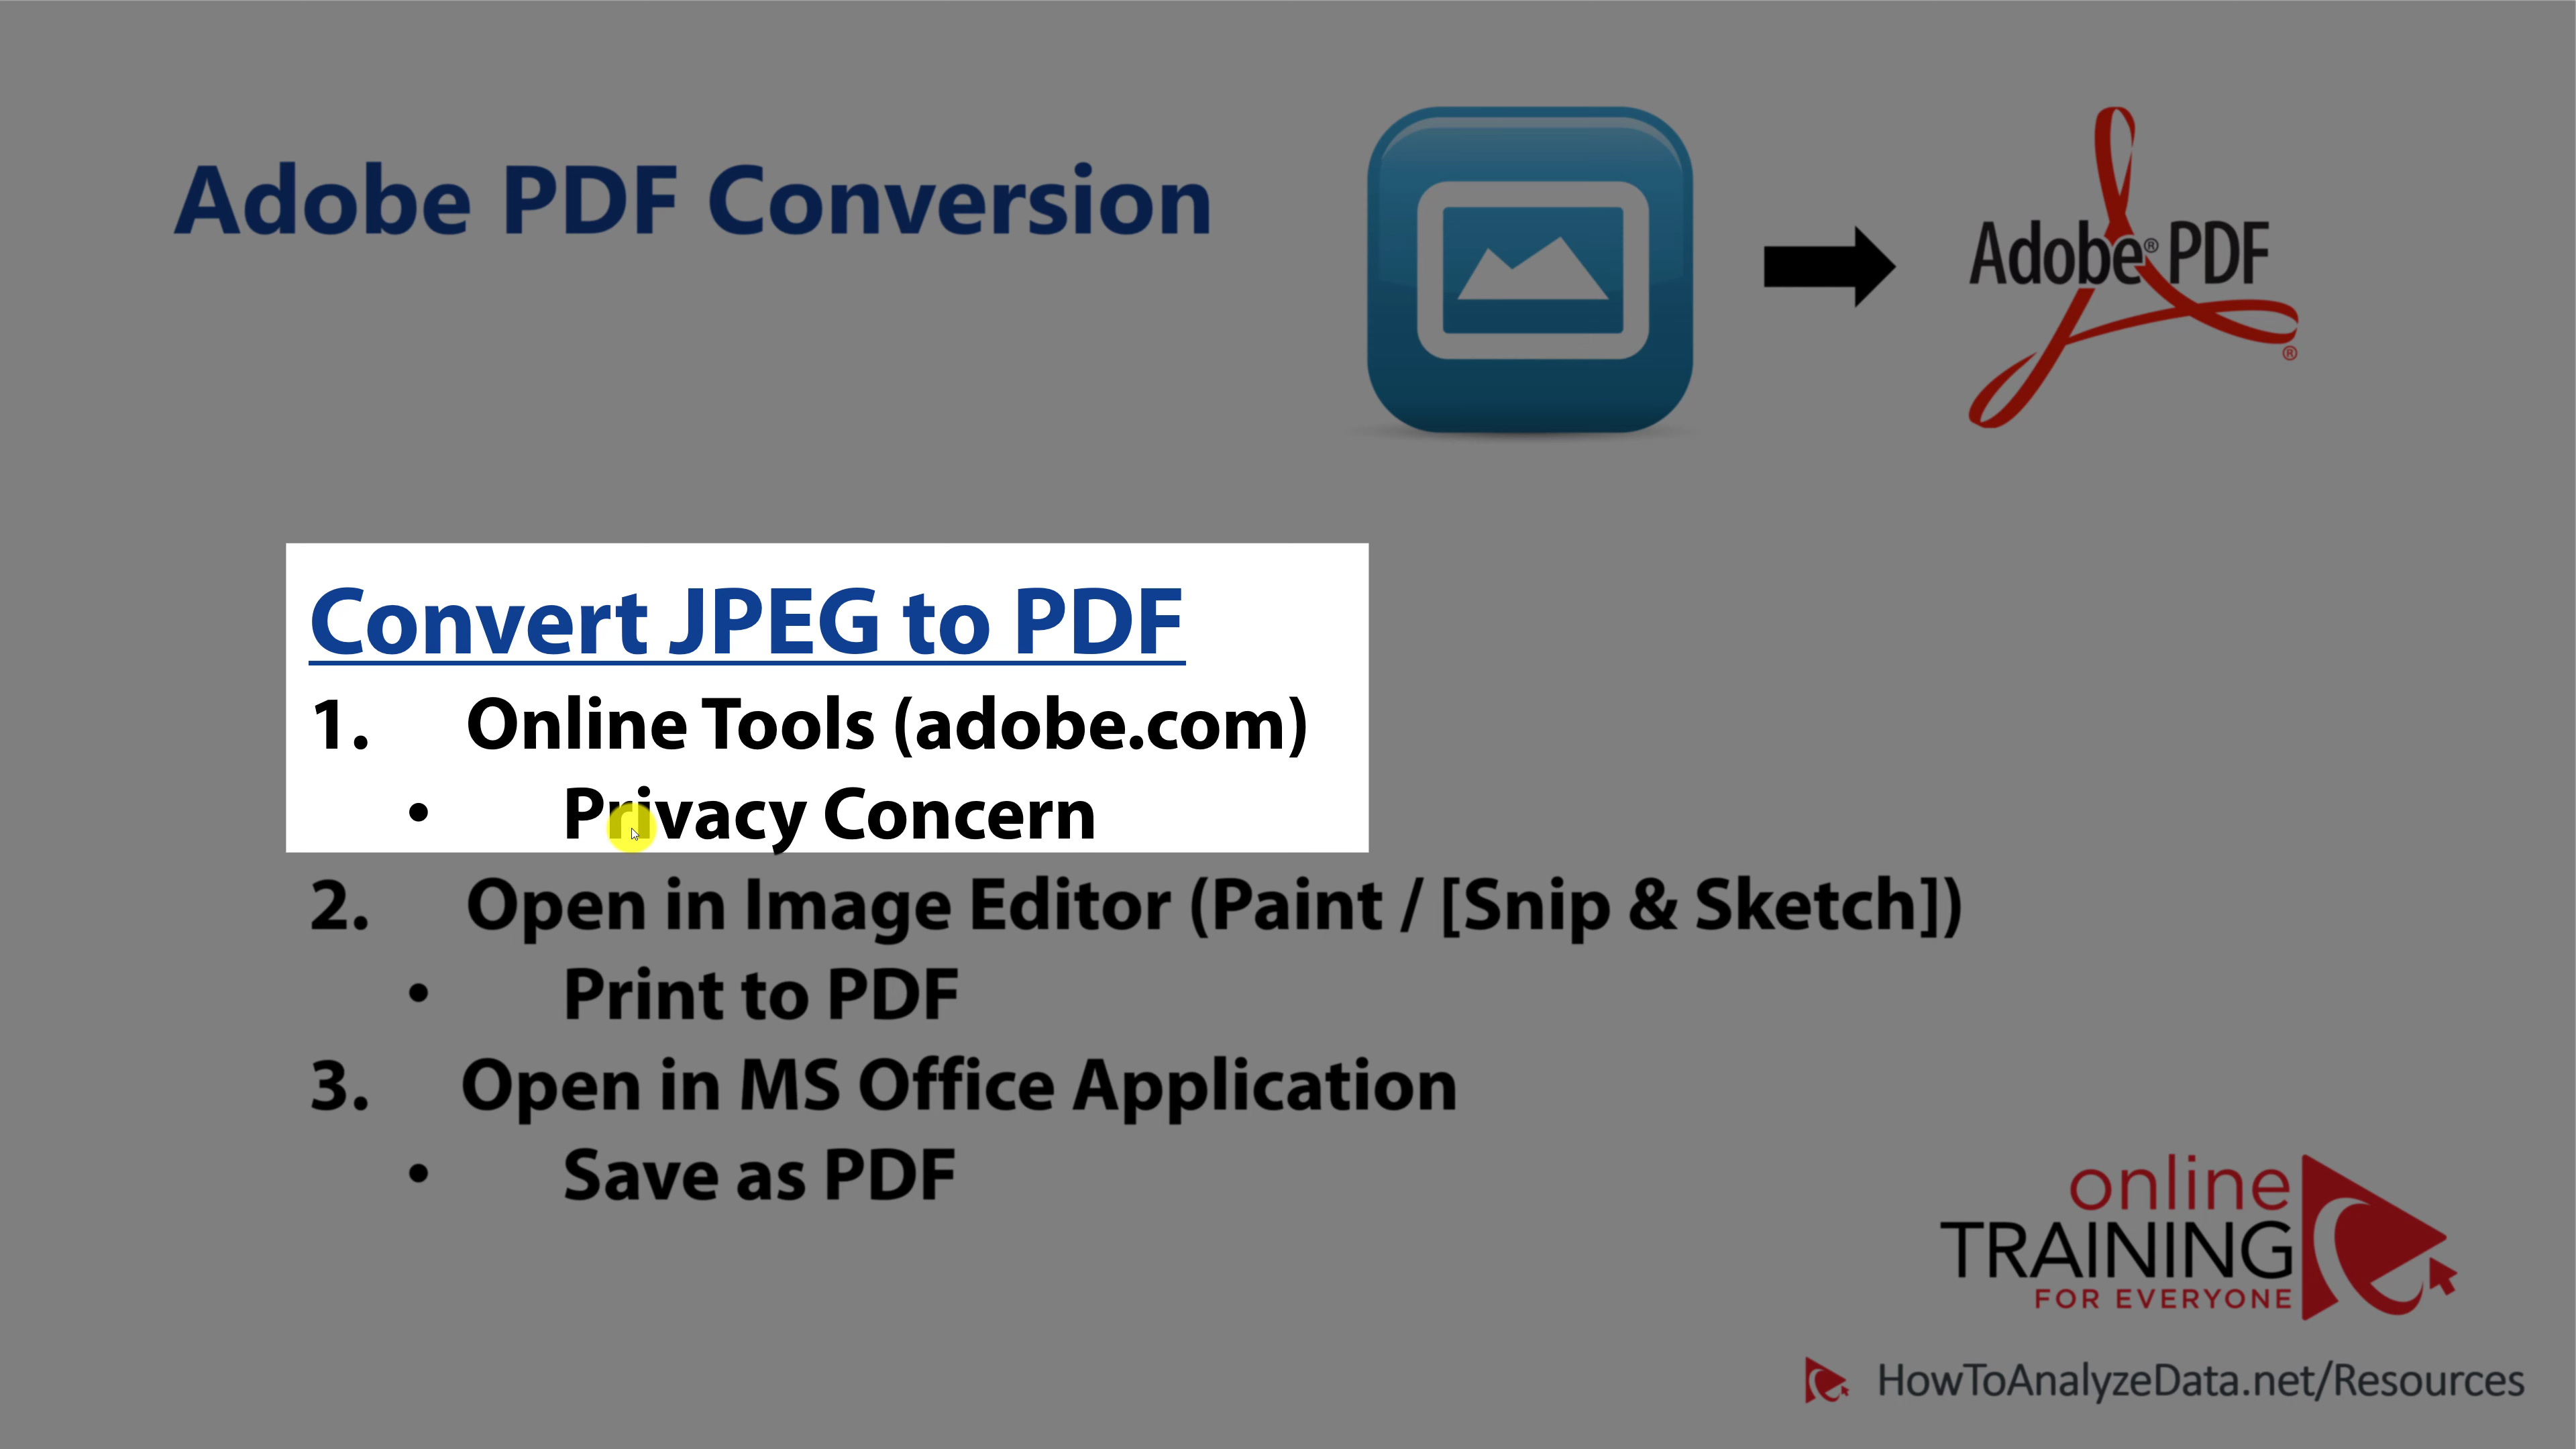 Adobe PDF Conversion
Adobe® PDF
®
Convert JPEG to PDF
1. Online Tools (adobe.com)
• Privacy Concern
2. Open in Image Editor (Paint / [Snip & Sketch])
• Print to PDF
3. Open in MS Office Application
• Save as PDF
online
TRAINING
FOR EVERYONE
HowToAnalyzeData.net/Resources